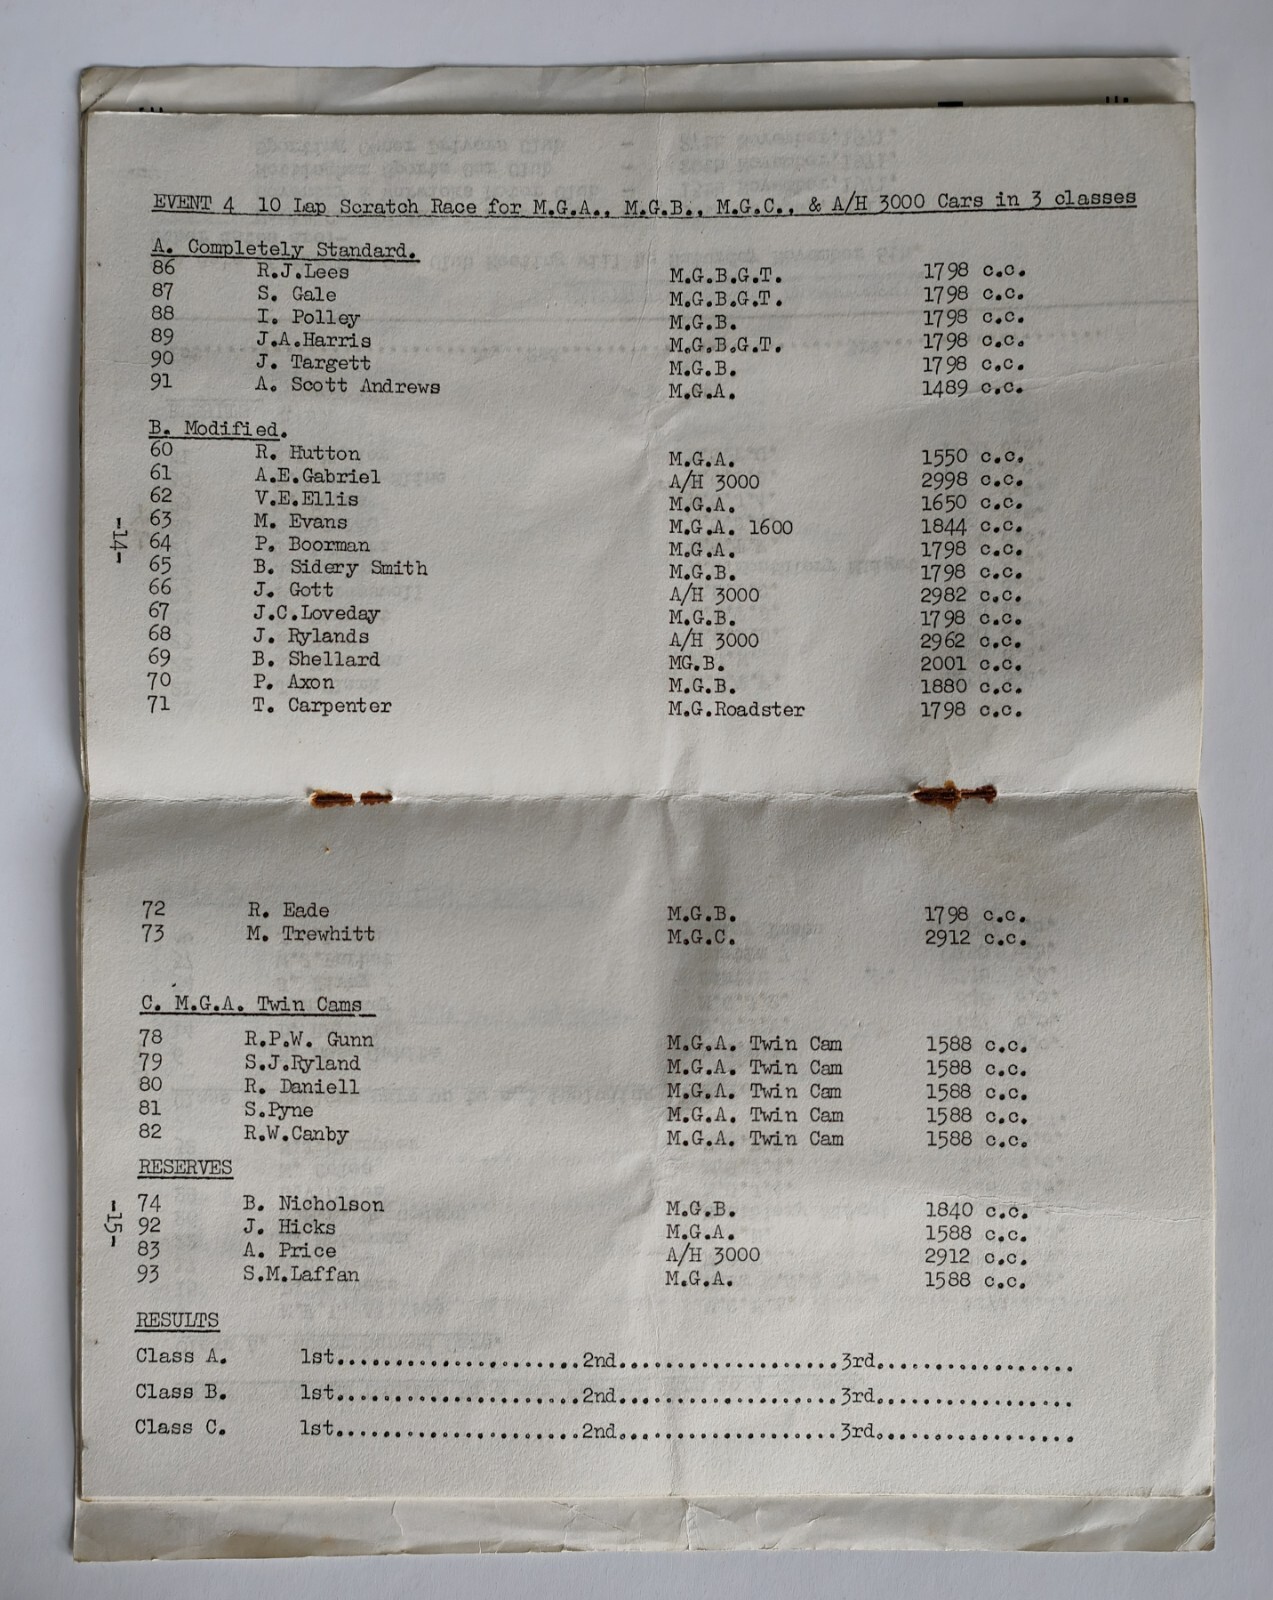 EVENT 4 10 Lap Scratch Race for M.G.A., M.G.B., M.G.C., & A/H 3000 Cars in 3 classes
A. Completely Standard.
86 R.J.Lees M.G.B.G.T. 1798 c.c.
87 S. Gale M.G.B.G.T. 1798 c.c.
88 I. Polley M.G.B. 1798 c.c.
89 J.A.Harris M.G.B.G.T. 1798 c.c.
90 J. Targett M.G.B. 1798 c.c.
91 A. Scott Andrews M.G.A. 1489 c.c.
B. Modified.
60 R. Hutton M.G.A. 1550 c.c.
61 A.E.Gabriel A/H 3000 2998 c.c.
62 V.E.Ellis M.G.A. 1650 c.c.
63 M. Evans M.G.A. 1600 1844 c.c.
64 P. Boorman M.G.A. 1798 c.c.
65 B. Sidery Smith M.G.B. 1798 c.c.
66 J. Gott A/H 3000 2982 c.c.
67 J.C.Loveday M.G.B. 1798 c.c.
68 J. Rylands A/H 3000 2962 c.c.
69 B. Shellard MG.B. 2001 c.c.
70 P. Axon M.G.B. 1880 c.c.
71 T. Carpenter M.G.Roadster 1798 c.c.
-14-
72 R. Eade M.G.B. 1798 c.c.
73 M. Trewhitt M.G.C. 2912 c.c.
C. M.G.A. Twin Cams
78 R.P.W. Gunn M.G.A. Twin Cam 1588 c.c.
79 S.J.Ryland M.G.A. Twin Cam 1588 c.c.
80 R. Daniell M.G.A. Twin Cam 1588 c.c.
81 S.Pyne M.G.A. Twin Cam 1588 c.c.
82 R.W.Canby M.G.A. Twin Cam 1588 c.c.
RESERVES
74 B. Nicholson M.G.B. 1840 c.c.
92 J. Hicks M.G.A. 1588 c.c.
83 A. Price A/H 3000 2912 c.c.
93 S.M.Laffan M.G.A. 1588 c.c.
-15-
RESULTS
Class A. 1st.....................2nd...................3rd..................
Class B. 1st.....................2nd...................3rd..................
Class C. 1st.....................2nd...................3rd..................